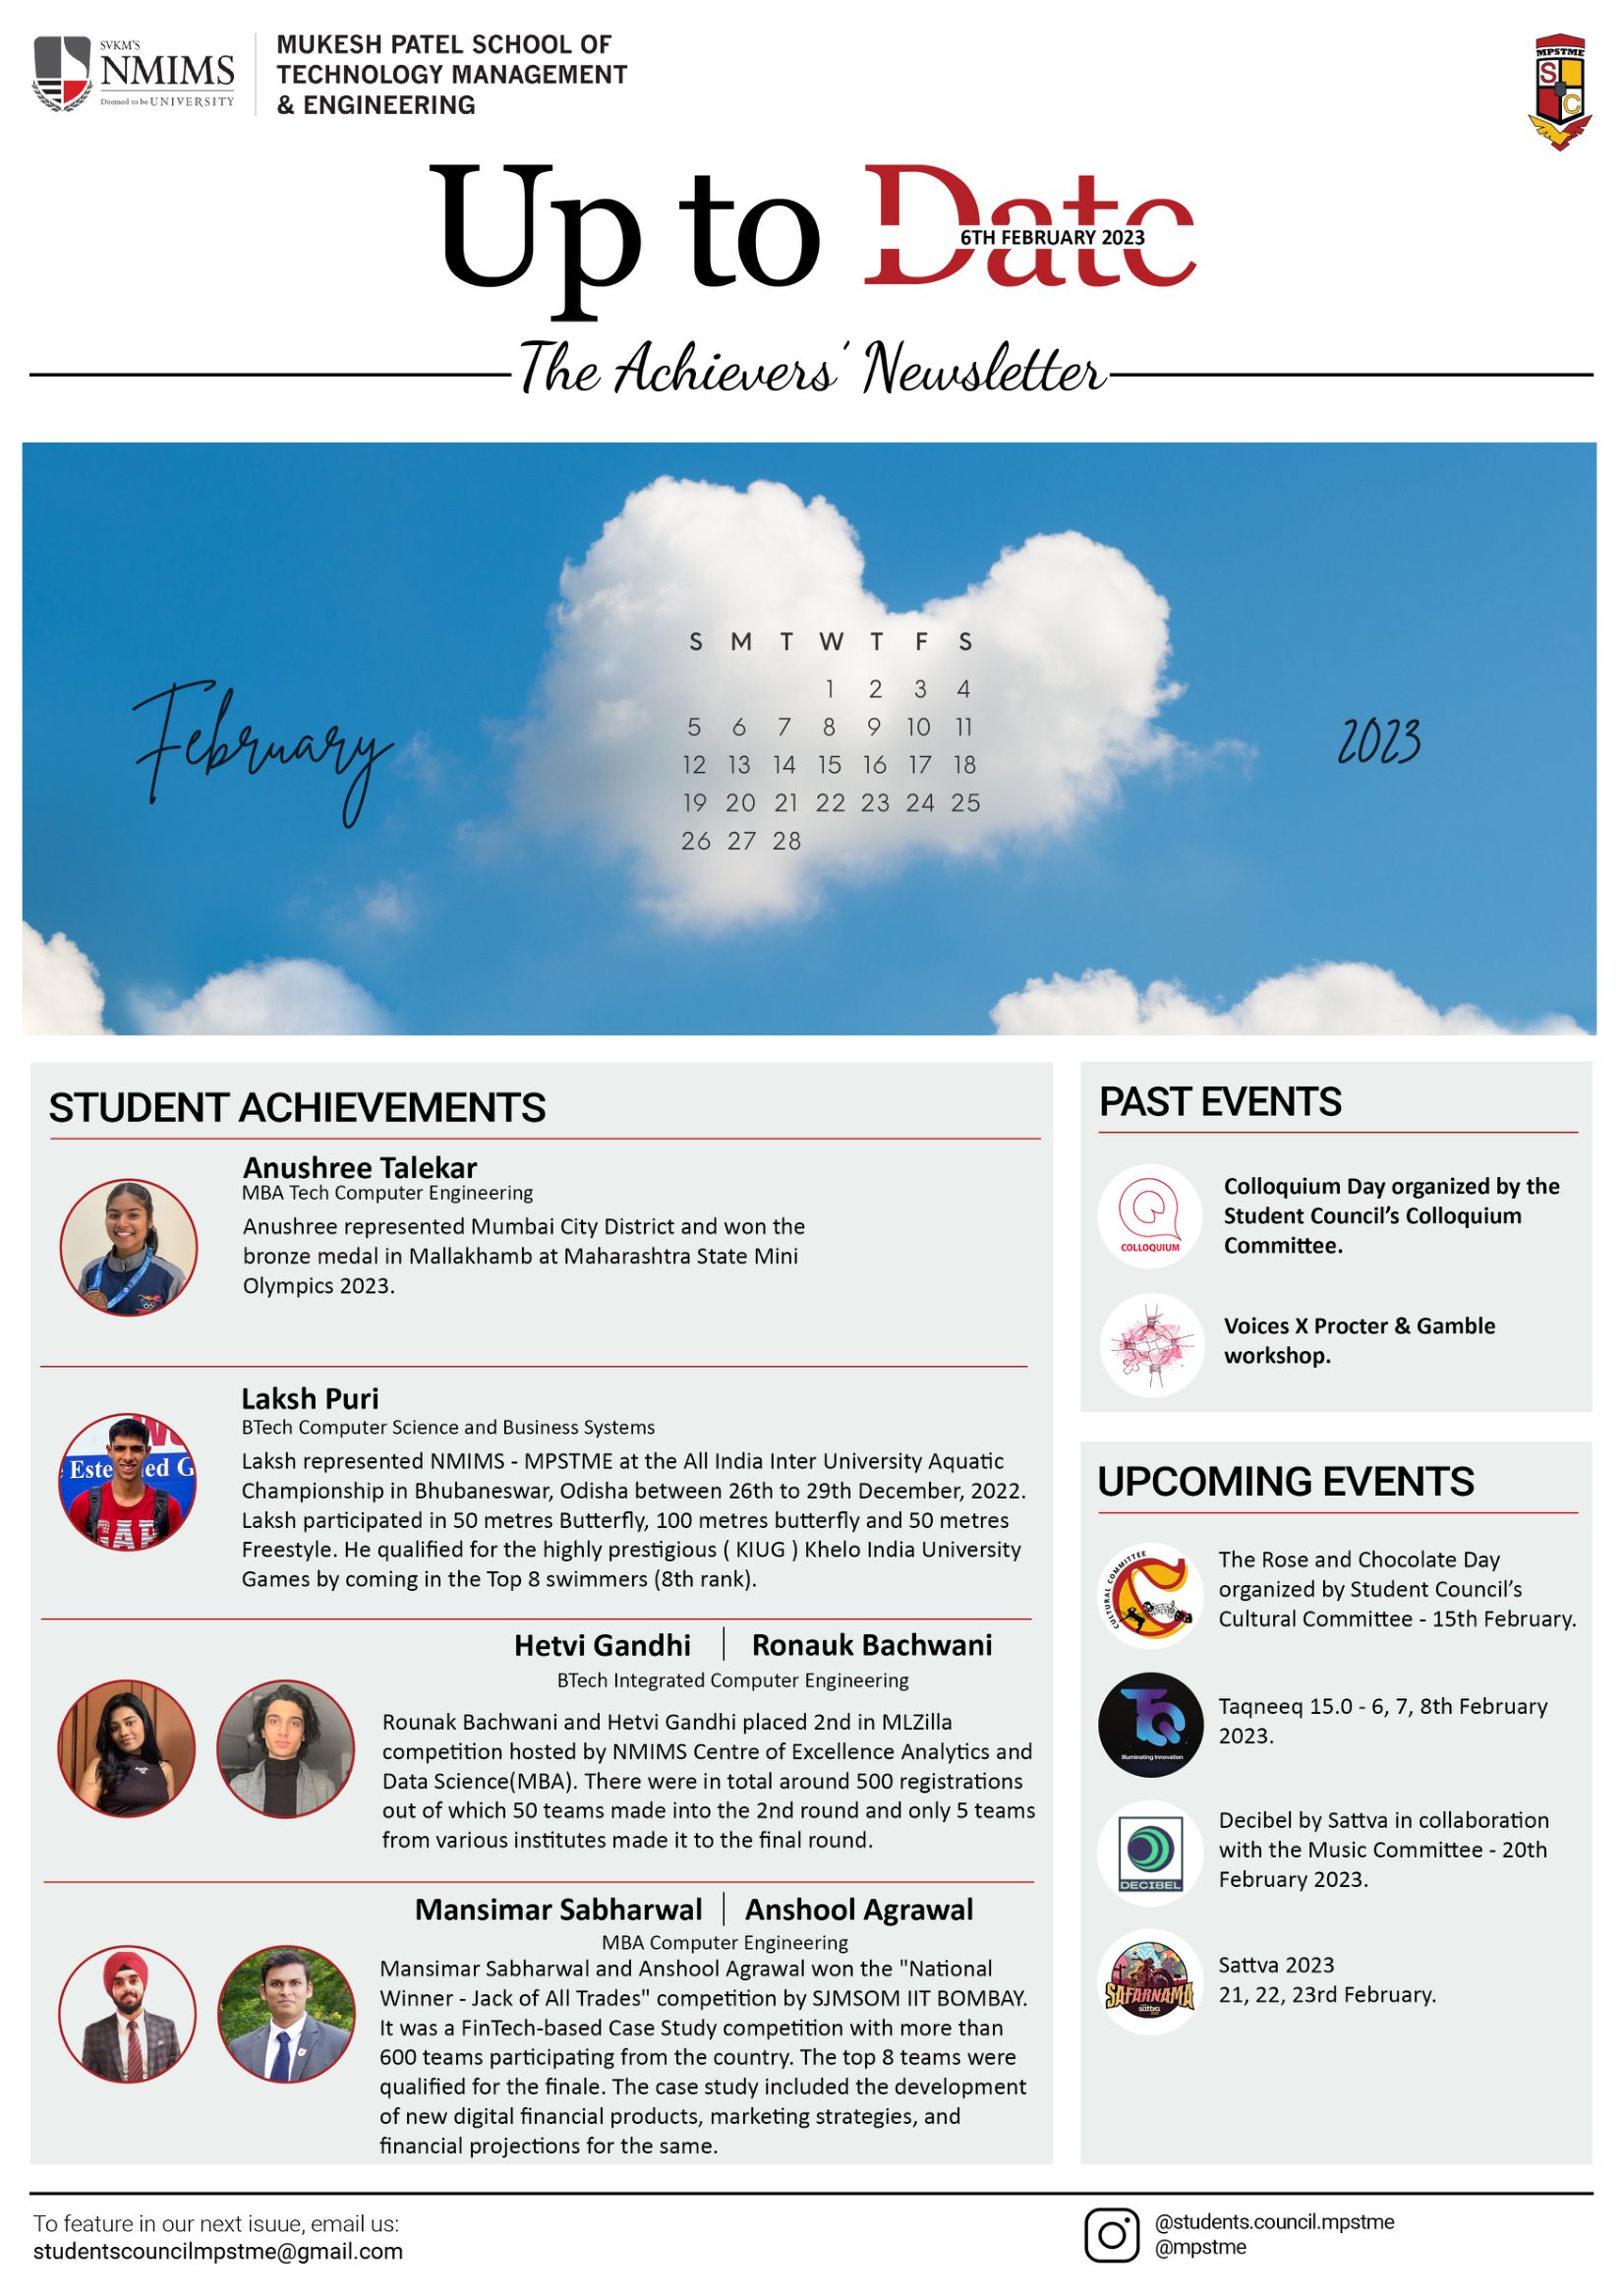 SVKM'S
NMIMS
Deemed to be UNIVERSITY
MUKESH PATEL SCHOOL OF
TECHNOLOGY MANAGEMENT
& ENGINEERING
MPSTME
S
C
Up to Date
6TH FEBRUARY 2023
The Achievers' Newsletter
February
2023
S M T W T F S
1 2 3 4
5 6 7 8 9 10 11
12 13 14 15 16 17 18
19 20 21 22 23 24 25
26 27 28
STUDENT ACHIEVEMENTS
Anushree Talekar
MBA Tech Computer Engineering
Anushree represented Mumbai City District and won the
bronze medal in Mallakhamb at Maharashtra State Mini
Olympics 2023.
Laksh Puri
BTech Computer Science and Business Systems
Laksh represented NMIMS - MPSTME at the All India Inter University Aquatic
Championship in Bhubaneswar, Odisha between 26th to 29th December, 2022.
Laksh participated in 50 metres Butterfly, 100 metres butterfly and 50 metres
Freestyle. He qualified for the highly prestigious ( KIUG ) Khelo India University
Games by coming in the Top 8 swimmers (8th rank).
Hetvi Gandhi | Ronauk Bachwani
BTech Integrated Computer Engineering
Rounak Bachwani and Hetvi Gandhi placed 2nd in MLZilla
competition hosted by NMIMS Centre of Excellence Analytics and
Data Science(MBA). There were in total around 500 registrations
out of which 50 teams made into the 2nd round and only 5 teams
from various institutes made it to the final round.
Mansimar Sabharwal | Anshool Agrawal
MBA Computer Engineering
Mansimar Sabharwal and Anshool Agrawal won the "National
Winner - Jack of All Trades" competition by SJMSOM IIT BOMBAY.
It was a FinTech-based Case Study competition with more than
600 teams participating from the country. The top 8 teams were
qualified for the finale. The case study included the development
of new digital financial products, marketing strategies, and
financial projections for the same.
PAST EVENTS
COLLOQUIUM
Colloquium Day organized by the
Student Council's Colloquium
Committee.
Voices X Procter & Gamble
workshop.
UPCOMING EVENTS
CULTURAL COMMITTEE
The Rose and Chocolate Day
organized by Student Council's
Cultural Committee - 15th February.
Illuminating Innovation
Taqneeq 15.0 - 6, 7, 8th February
2023.
DECIBEL
Decibel by Sattva in collaboration
with the Music Committee - 20th
February 2023.
SAFARNAMA
sattva
Sattva 2023
21, 22, 23rd February.
To feature in our next isuue, email us:
studentscouncilmpstme@gmail.com
@students.council.mpstme
@mpstme